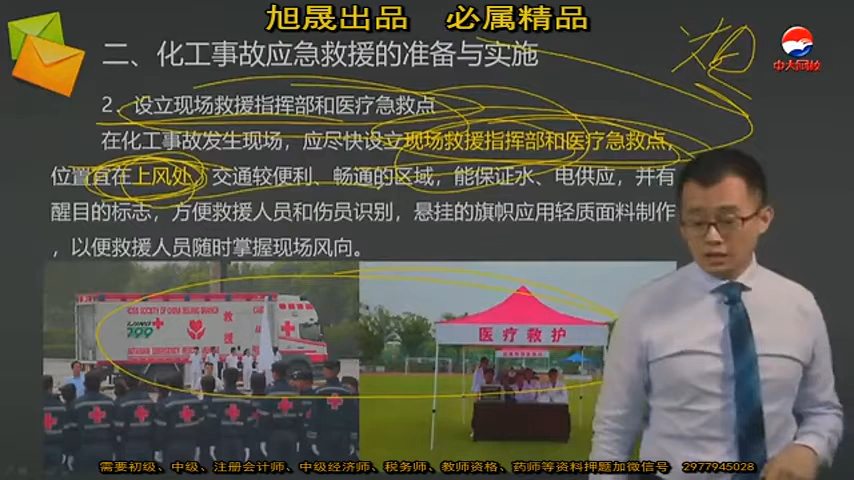 旭晟出品 必属精品
二、化工事故应急救援的准备与实施
中大网校
2、设立现场救援指挥部和医疗急救点
在化工事故发生现场，应尽快设立现场救援指挥部和医疗急救点，
位置宜在上风处、交通较便利、畅通的区域，能保证水、电供应，并有
醒目的标志，方便救援人员和伤员识别，悬挂的旗帜应用轻质面料制作
，以便救援人员随时掌握现场风向。
CROSS SOCIETY OF CHINA BEIJING BRANCH
救援
999
医疗救护
需要初级、中级、注册会计师、中级经济师、税务师、教师资格、药师等资料押题加微信号 2977945028